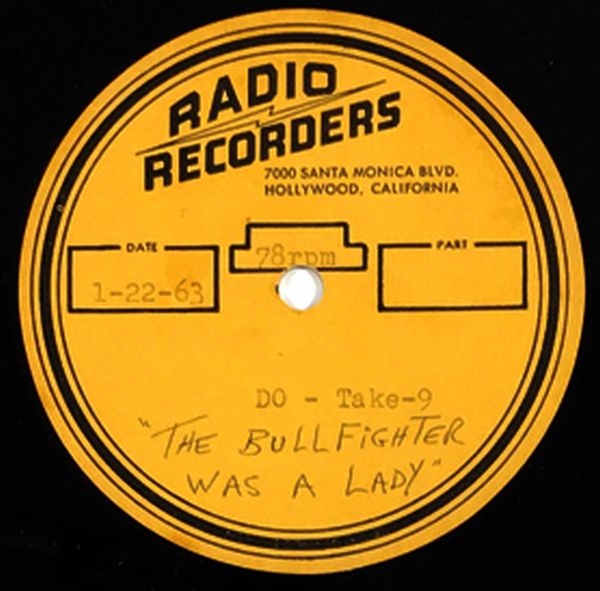 RADIO
RECORDERS
7000 SANTA MONICA BLVD.
HOLLYWOOD, CALIFORNIA
DATE
78rpm
PART
1-22-63
DO - Take-9
"THE BULLFIGHTER
WAS A LADY"